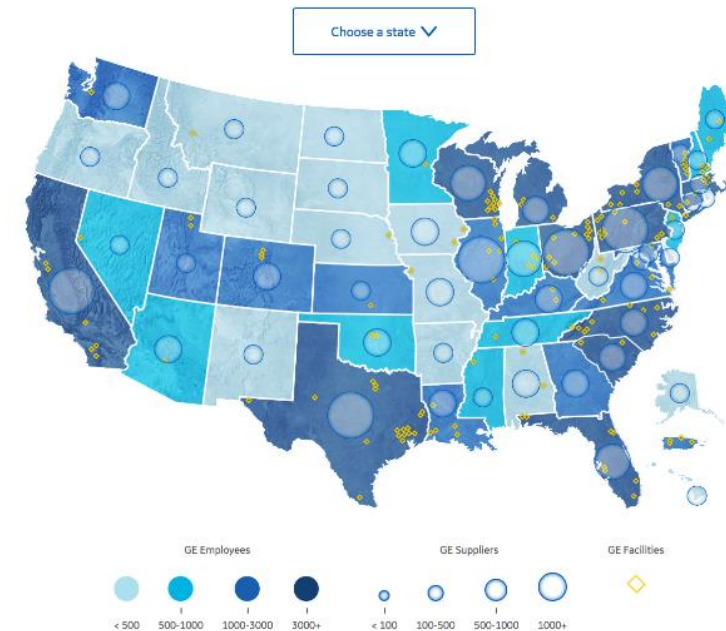 Choose a state
GE Employees
GE Suppliers
GE Facilities
< 500
500-1000
1000-3000
3000+
< 100
100-500
500-1000
1000+